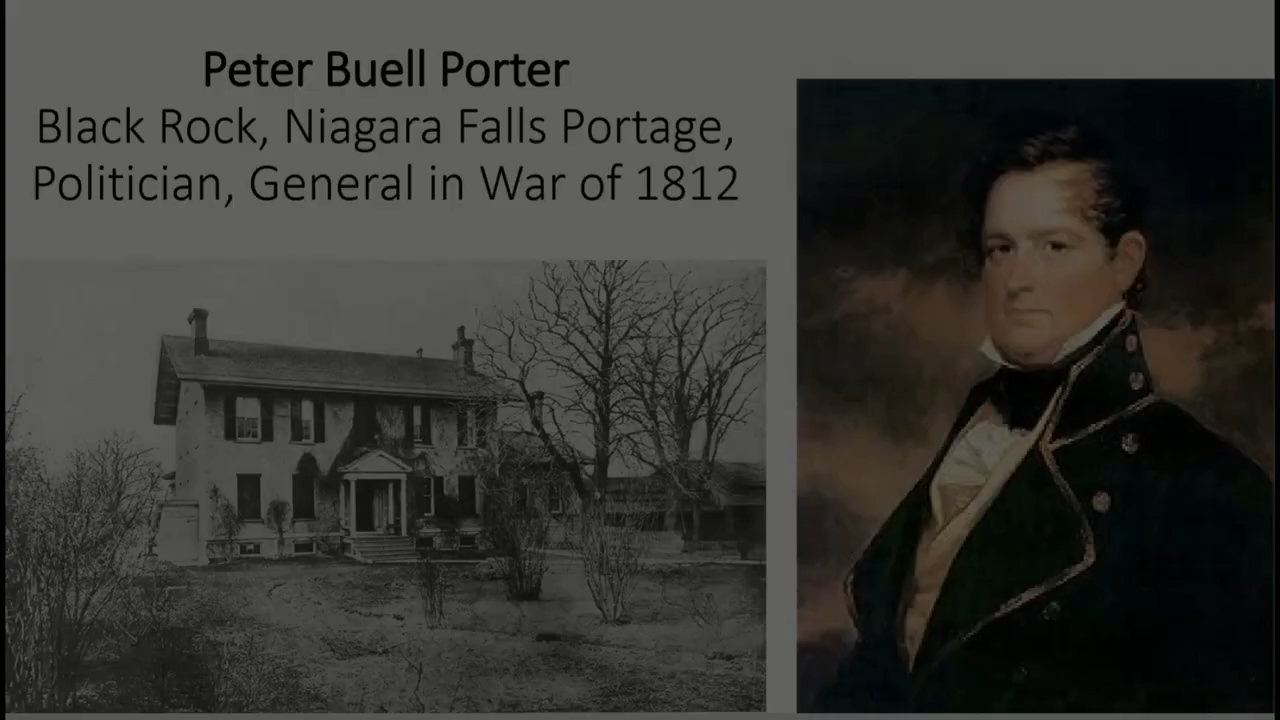 Peter Buell Porter
Black Rock, Niagara Falls Portage,
Politician, General in War of 1812